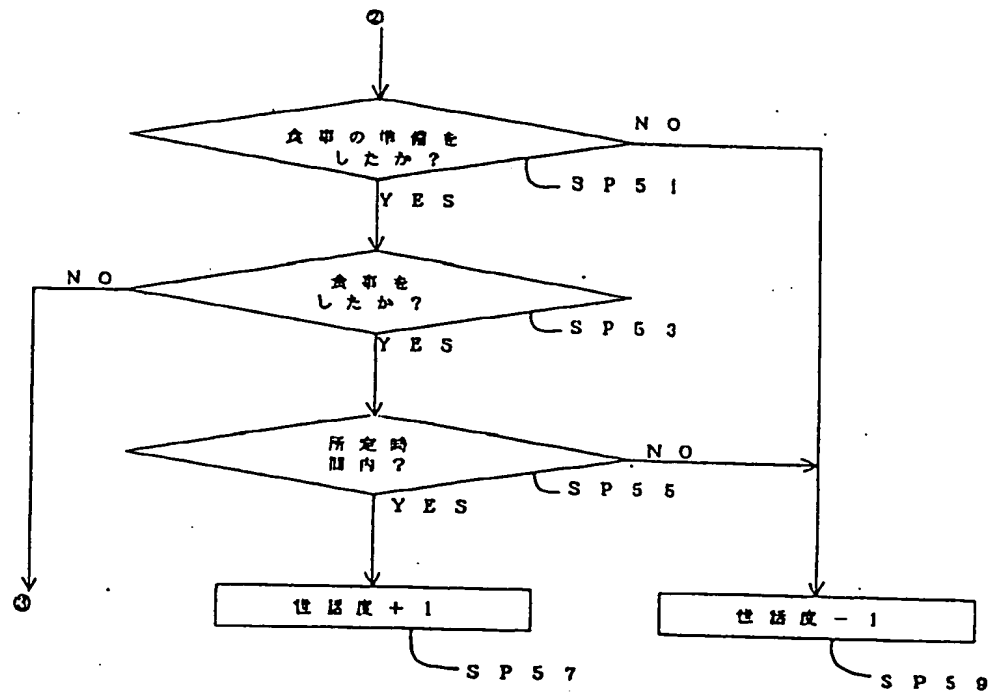 ②
食事の準備を
したか？
NO
SP51
YES
食事を
したか？
NO
SP53
YES
所定時
間内？
NO
SP55
YES
③
世話度＋1
世話度－1
SP57
SP59